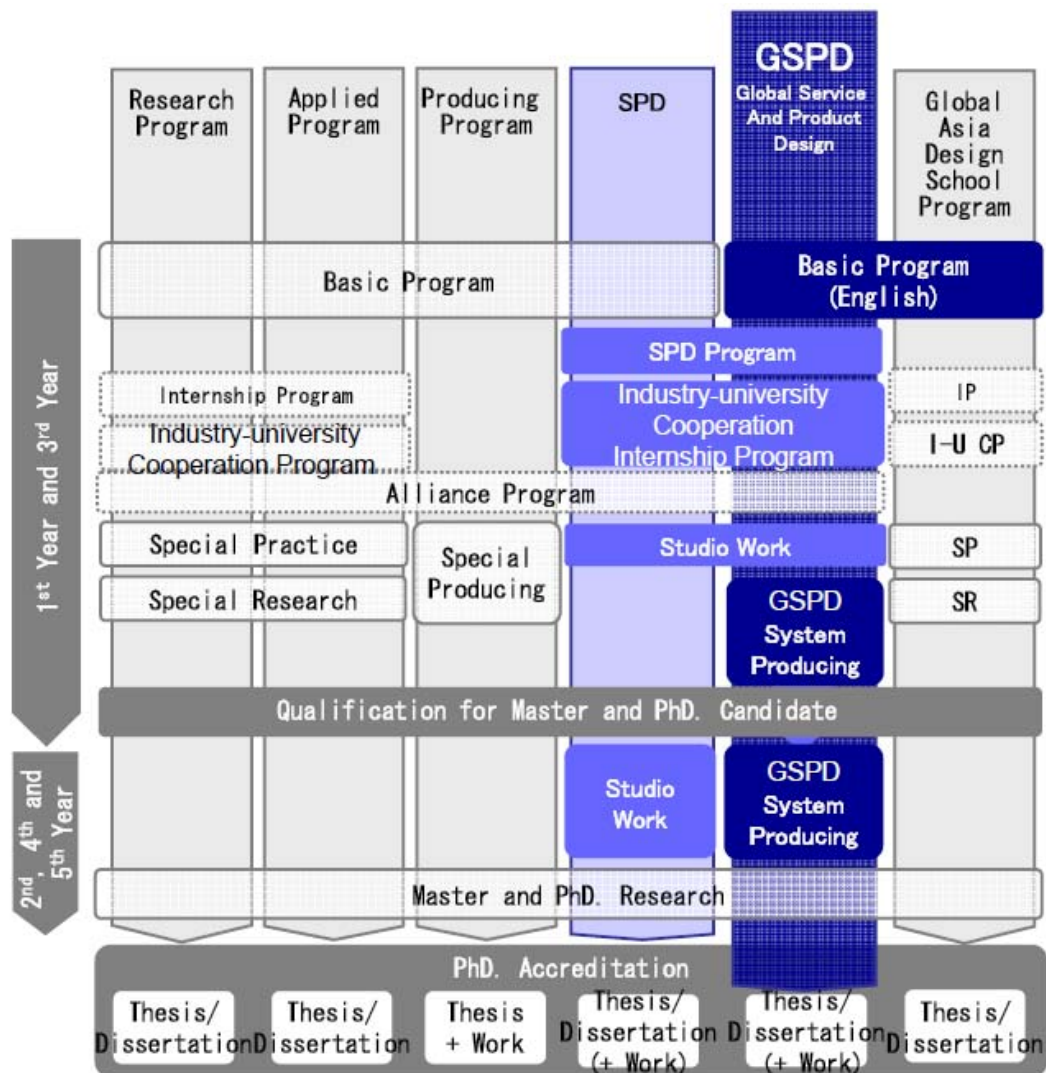 Research
Program
Applied
Program
Producing
Program
SPD
GSPD
Global Service
And Product
Design
Global
Asia
Design
School
Program
1st Year and 3rd Year
Basic Program
Basic Program
(English)
SPD Program
Internship Program
Industry-university
Cooperation
Internship Program
IP
Industry-university
Cooperation Program
I-U CP
Alliance Program
Special Practice
Special
Producing
Studio Work
SP
Special Research
GSPD
System
Producing
SR
Qualification for Master and PhD. Candidate
2nd, 4th and
5th Year
Studio
Work
GSPD
System
Producing
Master and PhD. Research
PhD. Accreditation
Thesis/
Dissertation
Thesis/
Dissertation
Thesis
+ Work
Thesis/
Dissertation
(+ Work)
Thesis/
Dissertation
(+ Work)
Thesis/
Dissertation